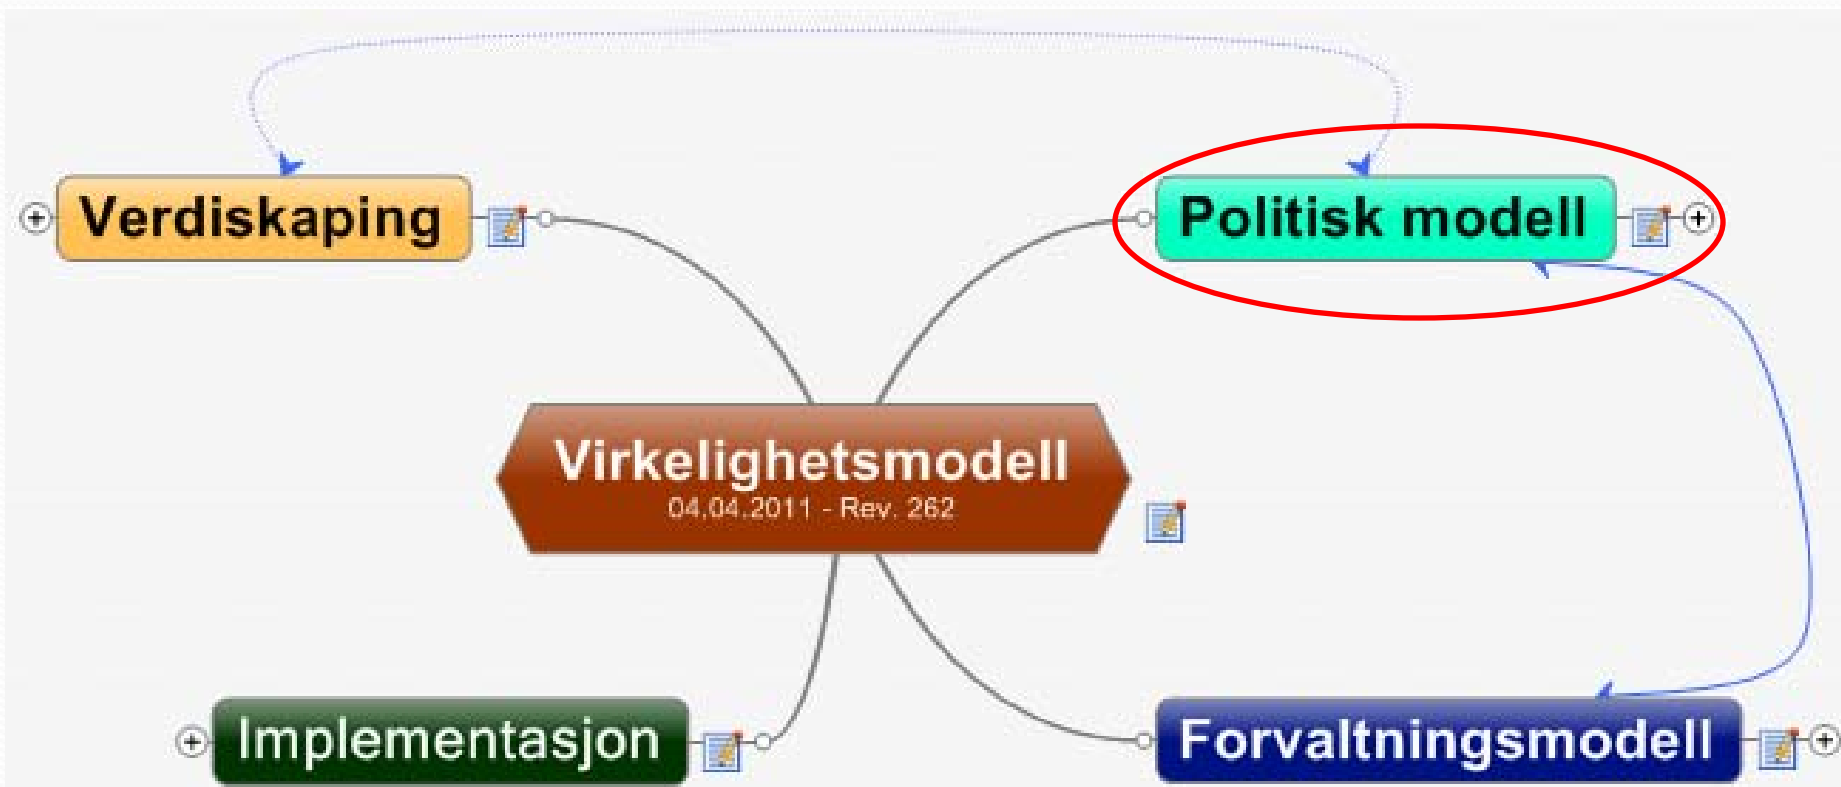 Verdiskaping
Politisk modell
Virkelighetsmodell
04.04.2011 - Rev. 262
Implementasjon
Forvaltningsmodell